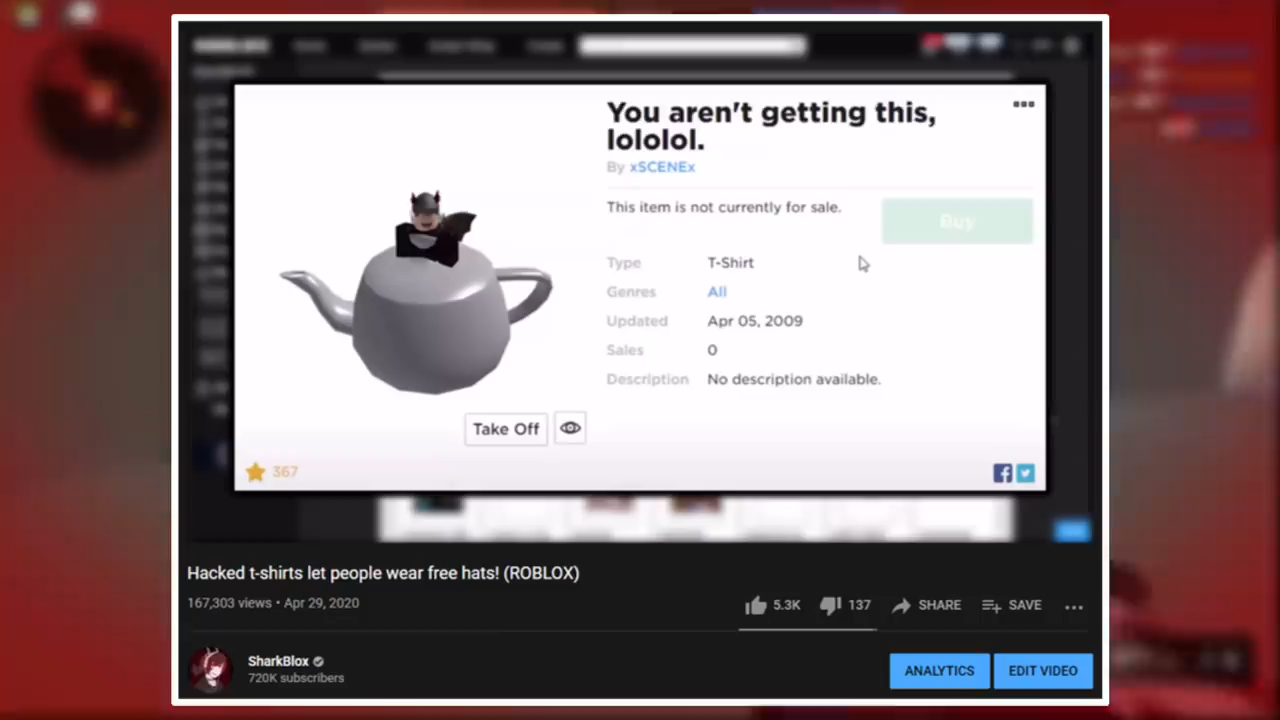 You aren't getting this,
lololol.
By xSCENEx
This item is not currently for sale.
Buy
Type T-Shirt
Genres All
Updated Apr 05, 2009
Sales 0
Description No description available.
Take Off
367
Hacked t-shirts let people wear free hats! (ROBLOX)
167,303 views • Apr 29, 2020
5.3K 137 SHARE SAVE
SharkBlox
720K subscribers
ANALYTICS EDIT VIDEO